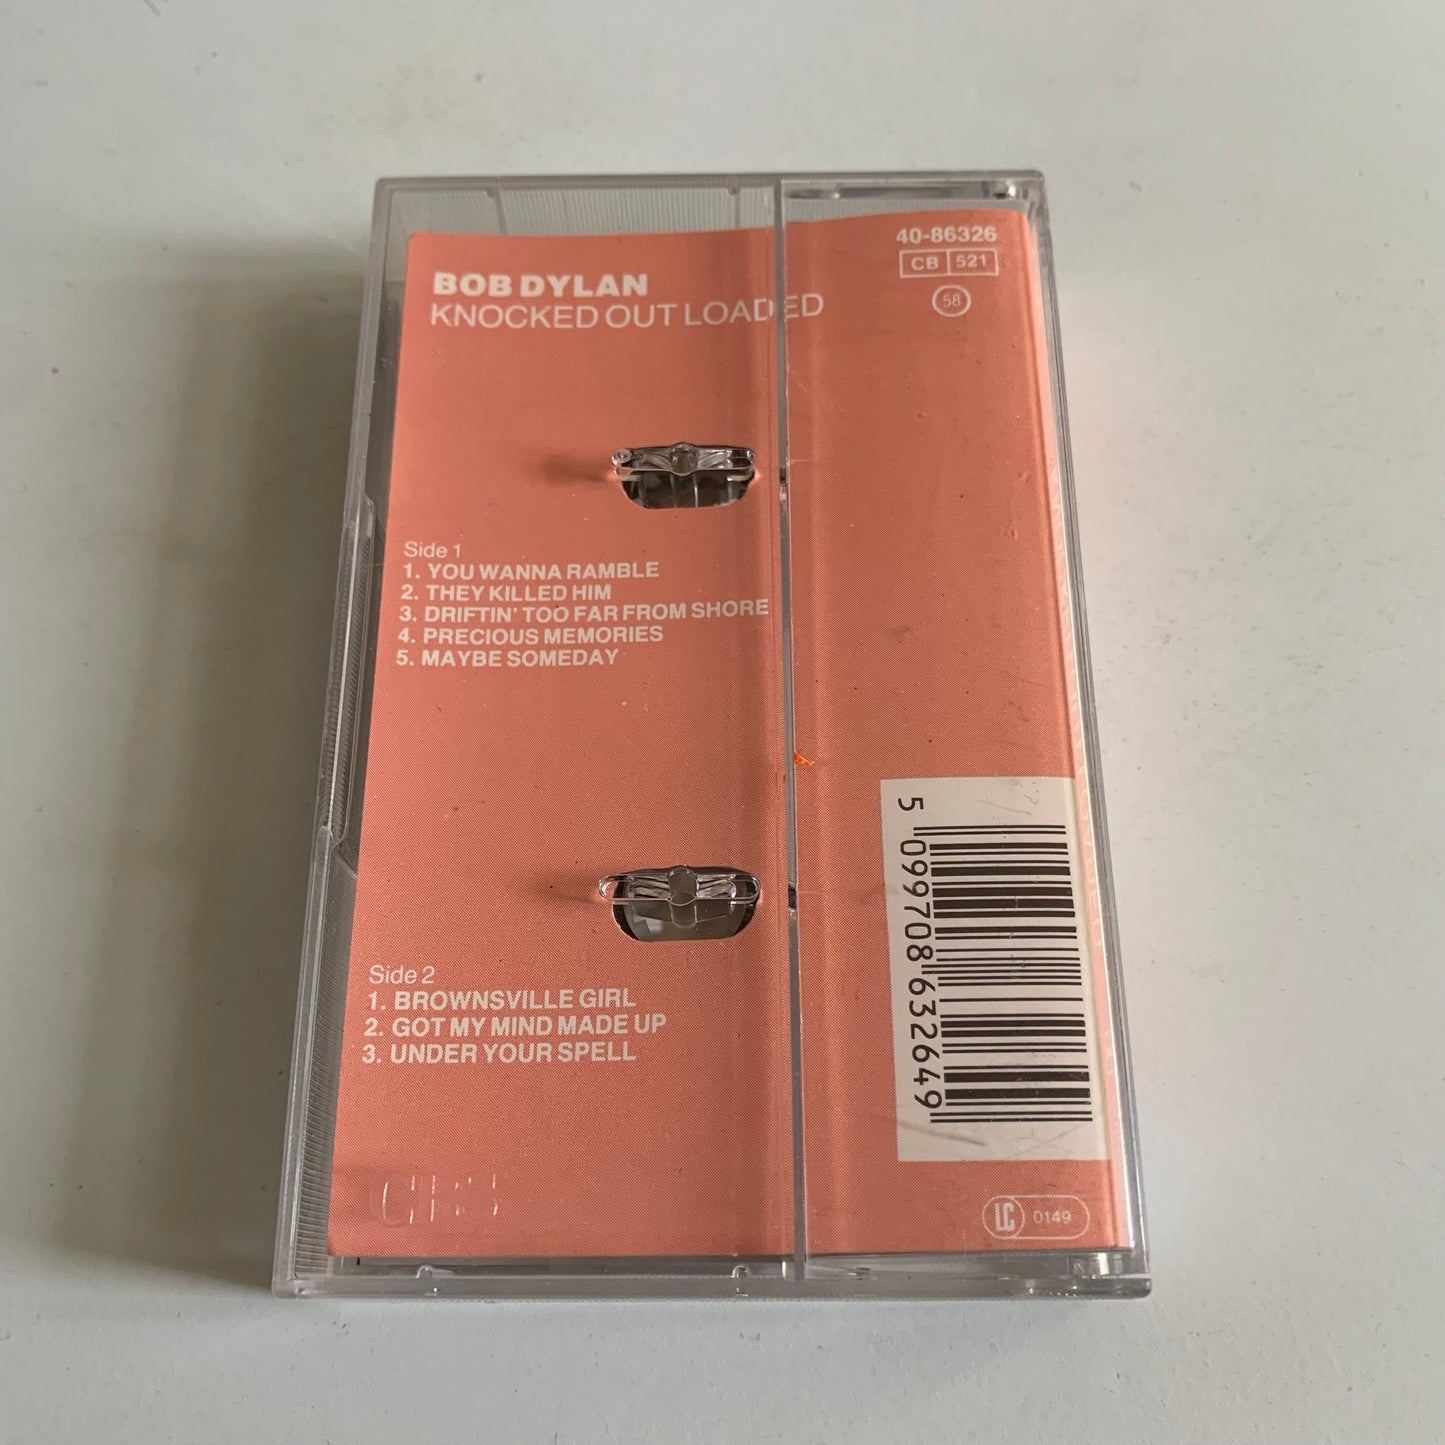 BOB DYLAN
KNOCKED OUT LOADED
40-86326
CB 521
58
Side 1
1. YOU WANNA RAMBLE
2. THEY KILLED HIM
3. DRIFTIN' TOO FAR FROM SHORE
4. PRECIOUS MEMORIES
5. MAYBE SOMEDAY
Side 2
1. BROWNSVILLE GIRL
2. GOT MY MIND MADE UP
3. UNDER YOUR SPELL
5 099708 632649
CBS
LC 0149